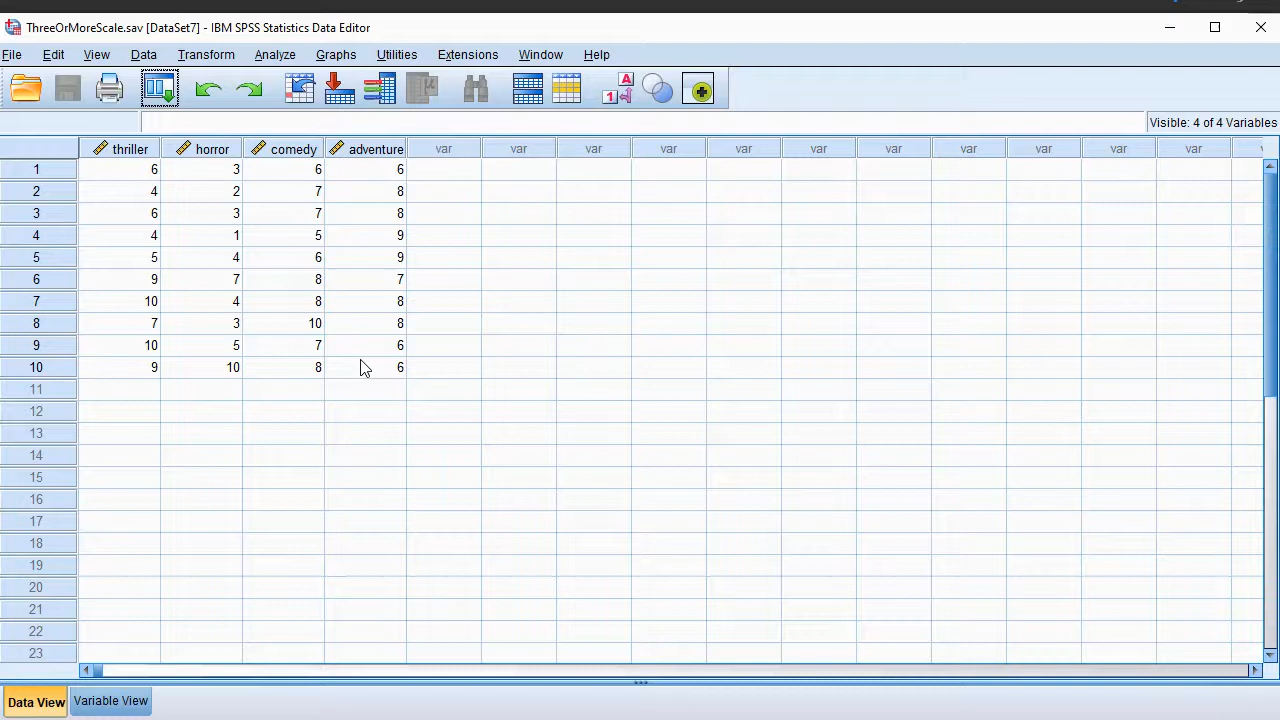 ThreeOrMoreScale.sav [DataSet7] - IBM SPSS Statistics Data Editor
File Edit View Data Transform Analyze Graphs Utilities Extensions Window Help
Visible: 4 of 4 Variables
thriller horror comedy adventure var var var var var var var var var var var
1 6 3 6 6
2 4 2 7 8
3 6 3 7 8
4 4 1 5 9
5 5 4 6 9
6 9 7 8 7
7 10 4 8 8
8 7 3 10 8
9 10 5 7 6
10 9 10 8 6
11
12
13
14
15
16
17
18
19
20
21
22
23
Data View Variable View